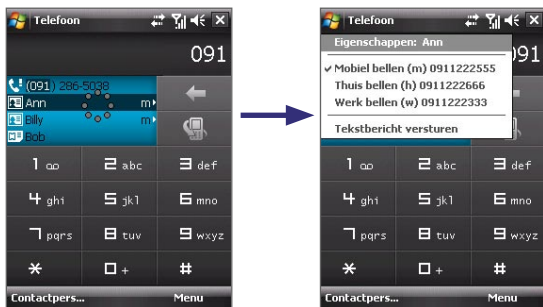 Telefoon
091
(091) 286-5038
Ann m
Billy m
Bob
1 2 abc 3 def
4 ghi 5 jkl 6 mno
7 pqrs 8 tuv 9 wxyz
* 0 + #
Contactpers... Menu
Telefoon
Eigenschappen: Ann
091
Mobiel bellen (m) 0911222555
Thuis bellen (h) 0911222666
Werk bellen (w) 0911222333
Tekstbericht versturen
1 2 abc 3 def
4 ghi 5 jkl 6 mno
7 pqrs 8 tuv 9 wxyz
* 0 + #
Contactpers... Menu